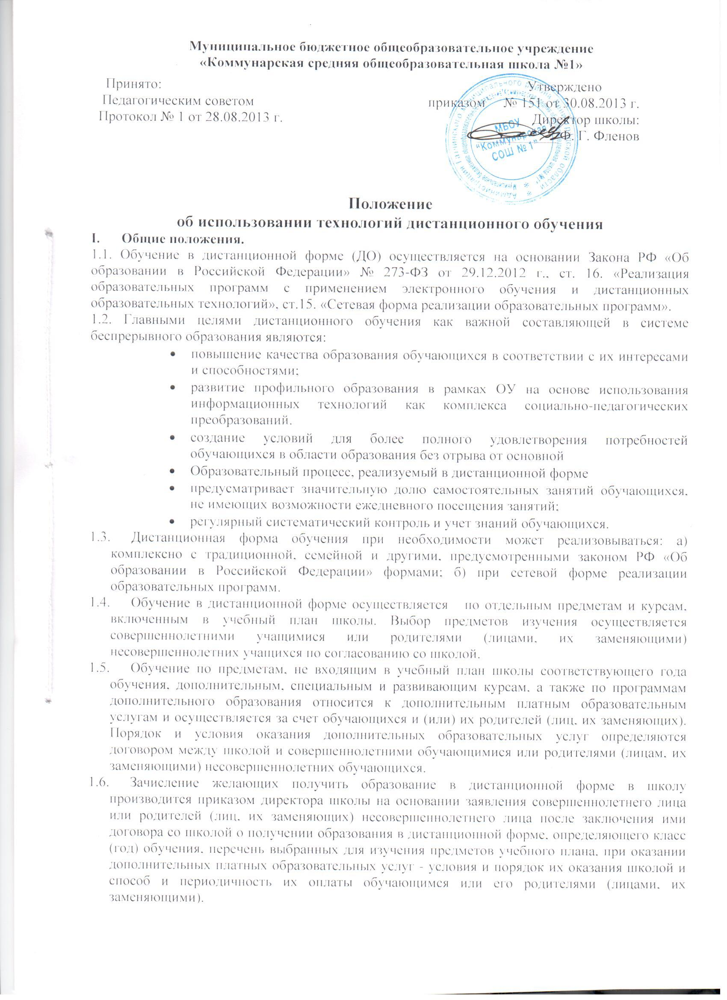 Муниципальное бюджетное общеобразовательное учреждение
«Коммунарская средняя общеобразовательная школа №1»
Принято:
Педагогическим советом
Протокол № 1 от 28.08.2013 г.
Утверждено
приказом № 151 от 30.08.2013 г.
Директор школы:
Ф. Г. Фленов
МБОУ
"Коммунарская
СОШ № 1"
Положение
об использовании технологий дистанционного обучения
I. Общие положения.
1.1. Обучение в дистанционной форме (ДО) осуществляется на основании Закона РФ «Об
образовании в Российской Федерации» № 273-ФЗ от 29.12.2012 г., ст. 16. «Реализация
образовательных программ с применением электронного обучения и дистанционных
образовательных технологий», ст.15. «Сетевая форма реализации образовательных программ».
1.2. Главными целями дистанционного обучения как важной составляющей в системе
беспрерывного образования являются:
• повышение качества образования обучающихся в соответствии с их интересами
и способностями;
• развитие профильного образования в рамках ОУ на основе использования
информационных технологий как комплекса социально-педагогических
преобразований.
• создание условий для более полного удовлетворения потребностей
обучающихся в области образования без отрыва от основной
• Образовательный процесс, реализуемый в дистанционной форме
• предусматривает значительную долю самостоятельных занятий обучающихся,
не имеющих возможности ежедневного посещения занятий;
• регулярный систематический контроль и учет знаний обучающихся.
1.3. Дистанционная форма обучения при необходимости может реализовываться: а)
комплексно с традиционной, семейной и другими, предусмотренными законом РФ «Об
образовании в Российской Федерации» формами; б) при сетевой форме реализации
образовательных программ.
1.4. Обучение в дистанционной форме осуществляется по отдельным предметам и курсам,
включенным в учебный план школы. Выбор предметов изучения осуществляется
совершеннолетними учащимися или родителями (лицами, их заменяющими)
несовершеннолетних учащихся по согласованию со школой.
1.5. Обучение по предметам, не входящим в учебный план школы соответствующего года
обучения, дополнительным, специальным и развивающим курсам, а также по программам
дополнительного образования относится к дополнительным платным образовательным
услугам и осуществляется за счет обучающихся и (или) их родителей (лиц, их заменяющих).
Порядок и условия оказания дополнительных образовательных услуг определяются
договором между школой и совершеннолетними обучающимися или родителями (лицам, их
заменяющими) несовершеннолетних обучающихся.
1.6. Зачисление желающих получить образование в дистанционной форме в школу
производится приказом директора школы на основании заявления совершеннолетнего лица
или родителей (лиц, их заменяющих) несовершеннолетнего лица после заключения ими
договора со школой о получении образования в дистанционной форме, определяющего класс
(год) обучения, перечень выбранных для изучения предметов учебного плана, при оказании
дополнительных платных образовательных услуг - условия и порядок их оказания школой и
способ и периодичность их оплаты обучающимся или его родителями (лицами, их
заменяющими).